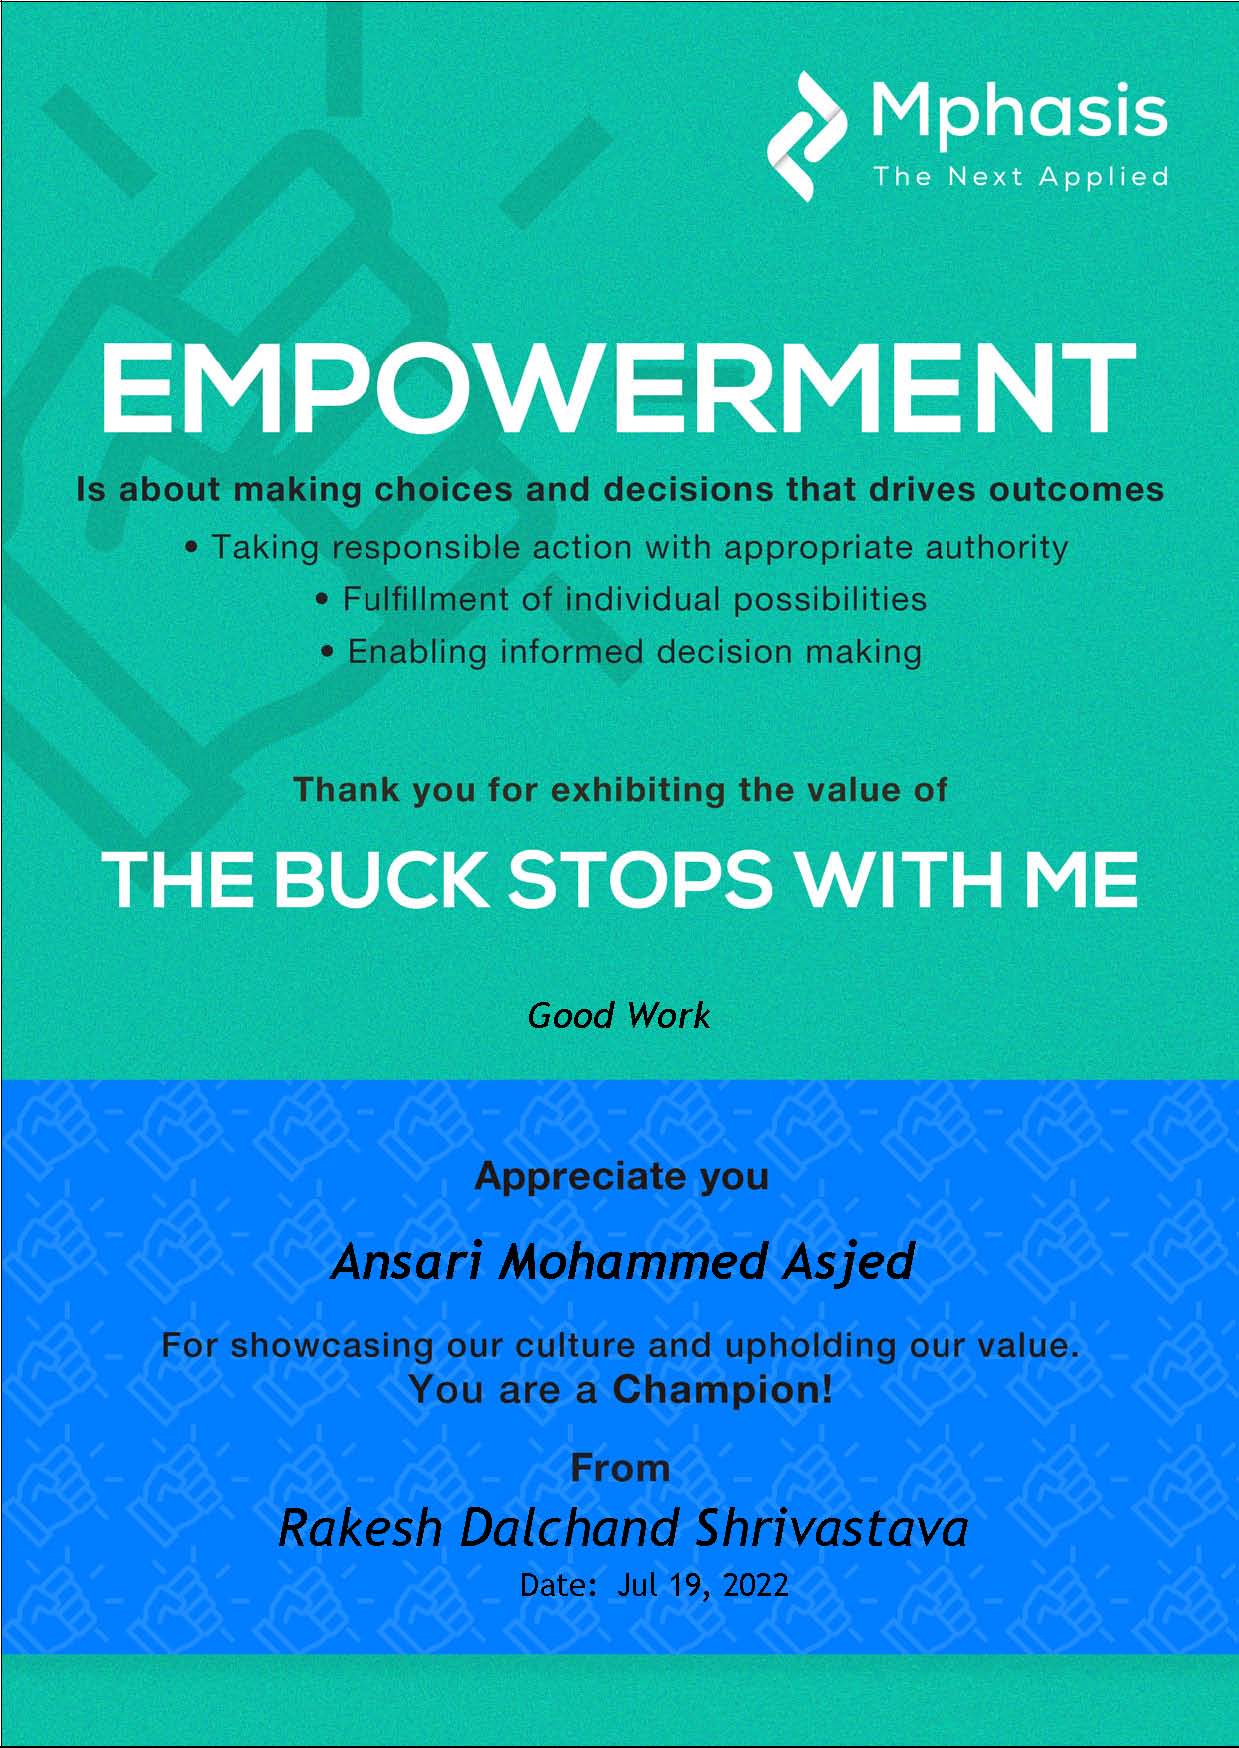 Mphasis
The Next Applied
EMPOWERMENT
Is about making choices and decisions that drives outcomes
• Taking responsible action with appropriate authority
• Fulfillment of individual possibilities
• Enabling informed decision making
Thank you for exhibiting the value of
THE BUCK STOPS WITH ME
Good Work
Appreciate you
Ansari Mohammed Asjed
For showcasing our culture and upholding our value.
You are a Champion!
From
Rakesh Dalchand Shrivastava
Date: Jul 19, 2022